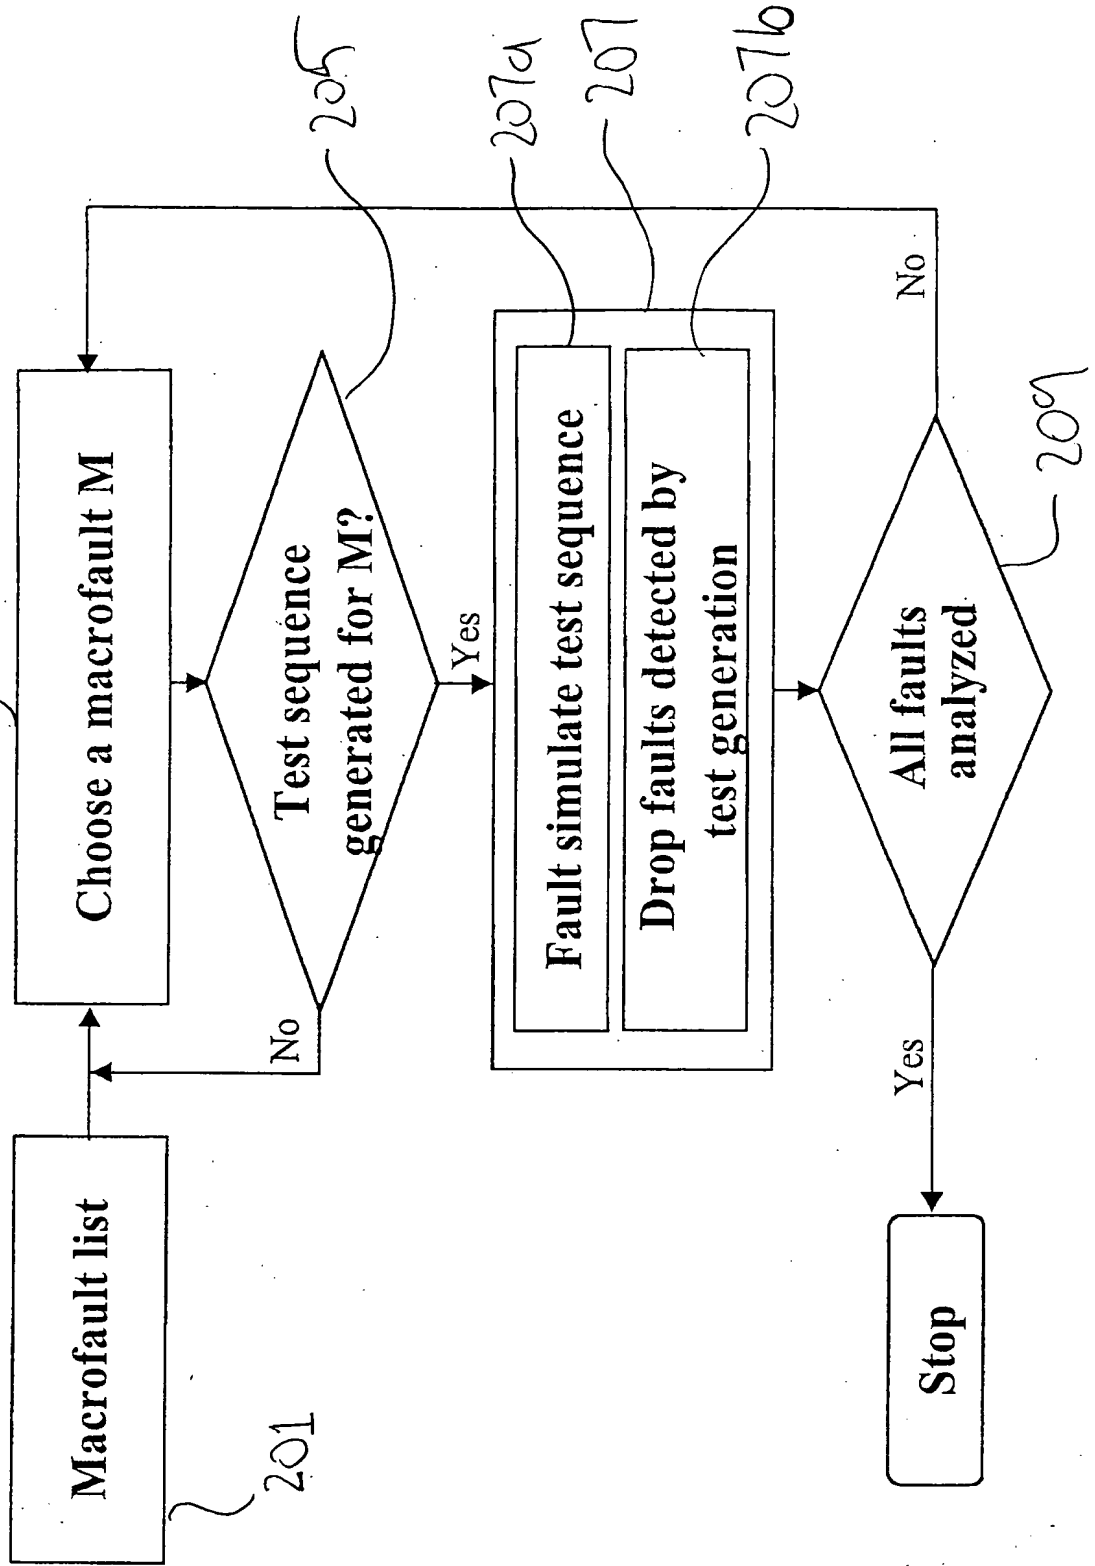 Macrofault list
201
Choose a macrofault M
No
Test sequence
generated for M?
205
Yes
Fault simulate test sequence
207a
207
Drop faults detected by
test generation
207b
All faults
analyzed
209
No
Yes
Stop